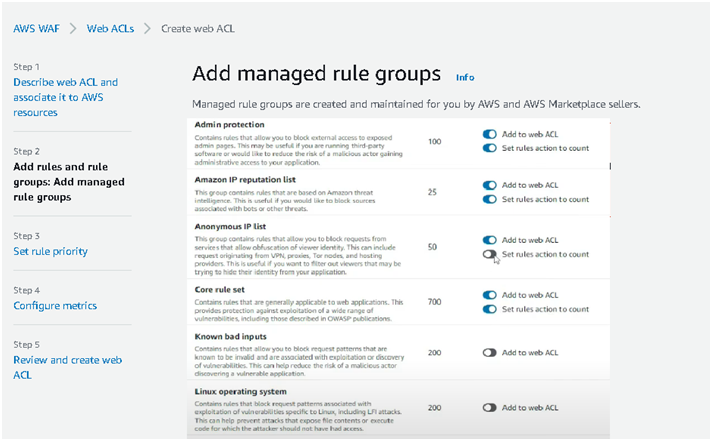 AWS WAF > Web ACLs > Create web ACL
Step 1
Describe web ACL and
associate it to AWS
resources
Step 2
Add rules and rule
groups: Add managed
rule groups
Step 3
Set rule priority
Step 4
Configure metrics
Step 5
Review and create web
ACL
Add managed rule groups Info
Managed rule groups are created and maintained for you by AWS and AWS Marketplace sellers.
Admin protection
Contains rules that allow you to block external access to exposed
admin pages. This may be useful if you are running third-party
software or would like to reduce the risk of a malicious actor gaining
administrative access to your application.
100
Add to web ACL
Set rules action to count
Amazon IP reputation list
This group contains rules that are based on Amazon threat
intelligence. This is useful if you would like to block sources
associated with bots or other threats.
25
Add to web ACL
Set rules action to count
Anonymous IP list
This group contains rules that allow you to block requests from
services that allow obfuscation of viewer identity. This can include
request originating from VPN, proxies, Tor nodes, and hosting
providers. This is useful if you want to filter out viewers that may be
trying to hide their identity from your application.
50
Add to web ACL
Set rules action to count
Core rule set
Contains rules that are generally applicable to web applications. This
provides protection against exploitation of a wide range of
vulnerabilities, including those described in OWASP publications.
700
Add to web ACL
Set rules action to count
Known bad inputs
Contains rules that allow you to block request patterns that are
known to be invalid and are associated with exploitation or discovery
of vulnerabilities. This can help reduce the risk of a malicious actor
discovering a vulnerable application.
200
Add to web ACL
Linux operating system
Contains rules that block request patterns associated with
exploitation of vulnerabilities specific to Linux, including LFI attacks.
This can help prevent attacks that expose file contents or execute
code for which the attacker should not have had access.
200
Add to web ACL